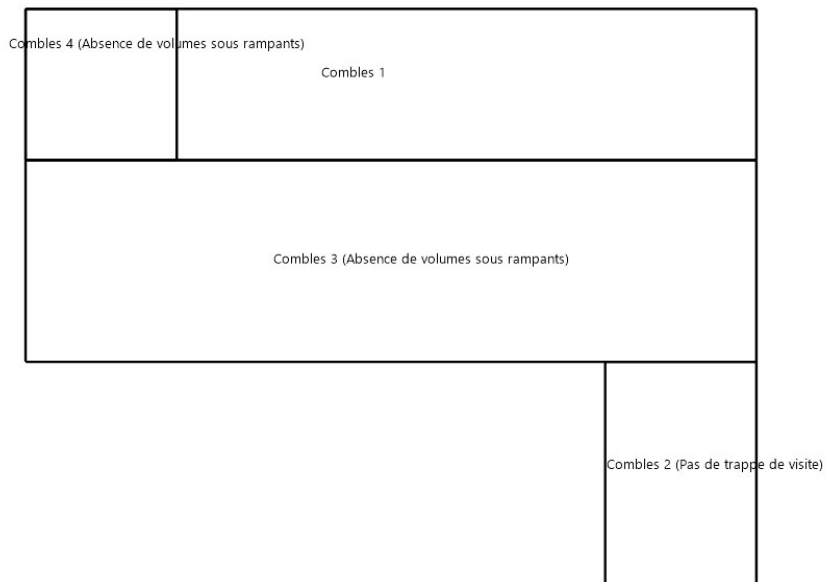 Combles 4 (Absence de volumes sous rampants)
Combles 1
Combles 3 (Absence de volumes sous rampants)
Combles 2 (Pas de trappe de visite)